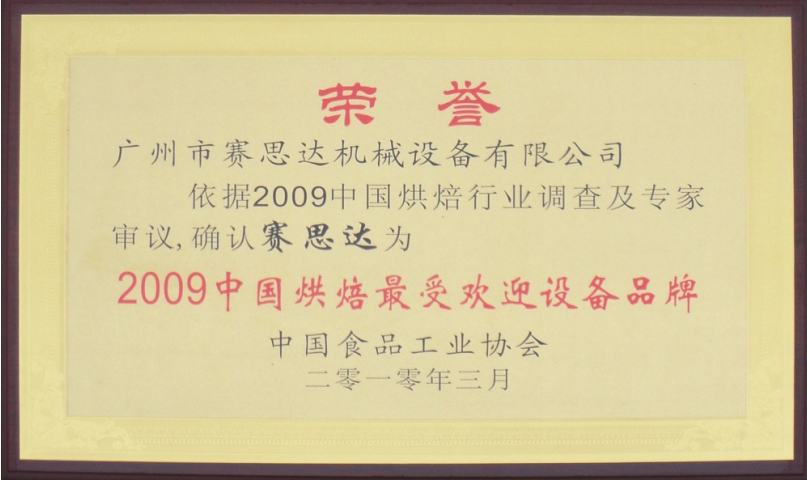 荣 誉
广州市赛思达机械设备有限公司
依据2009中国烘焙行业调查及专家
审议,确认赛思达为
2009中国烘焙最受欢迎设备品牌
中国食品工业协会
二零一零年三月